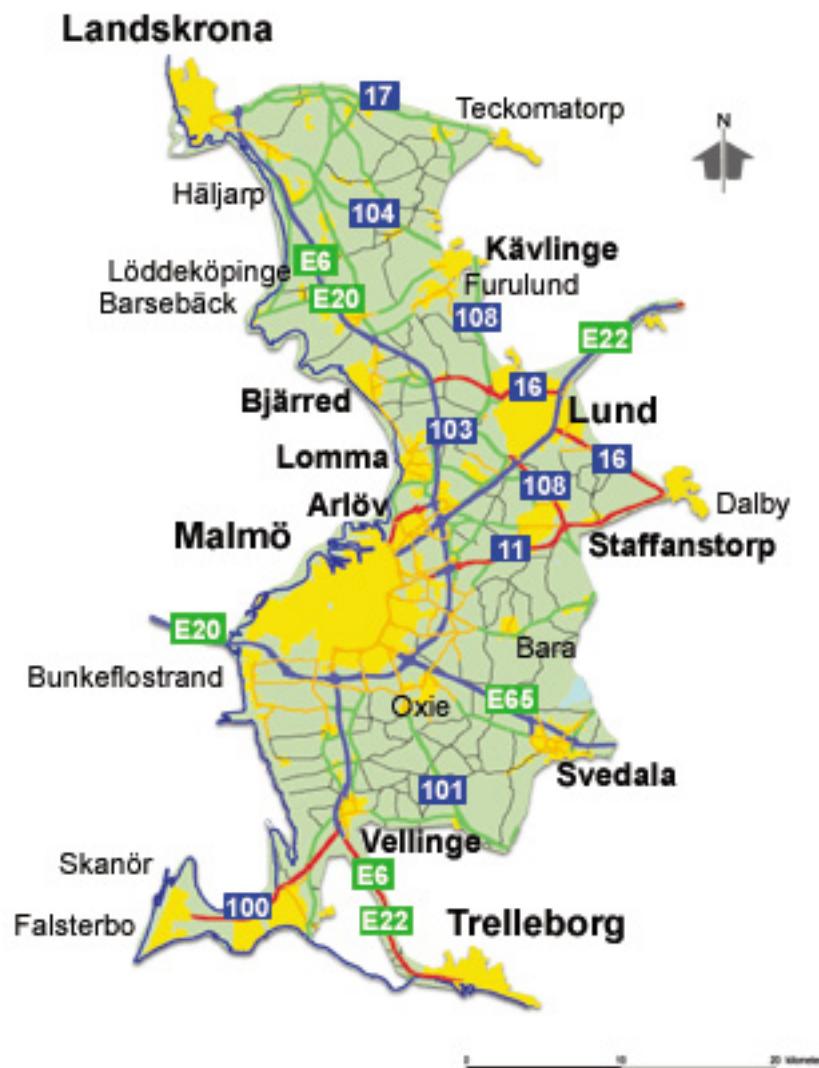 Landskrona
17
Teckomatorp
N
Häljarp
104
Kävlinge
E6
Löddeköpinge
Furulund
E20
Barsebäck
108
E22
Bjärred
16
Lund
103
Lomma
16
108
Arlöv
Dalby
Malmö
Staffanstorp
11
E20
Bara
Bunkeflostrand
E65
Oxie
Svedala
101
Vellinge
Skanör
E6
100
E22
Trelleborg
Falsterbo
0 10 20 kilometer